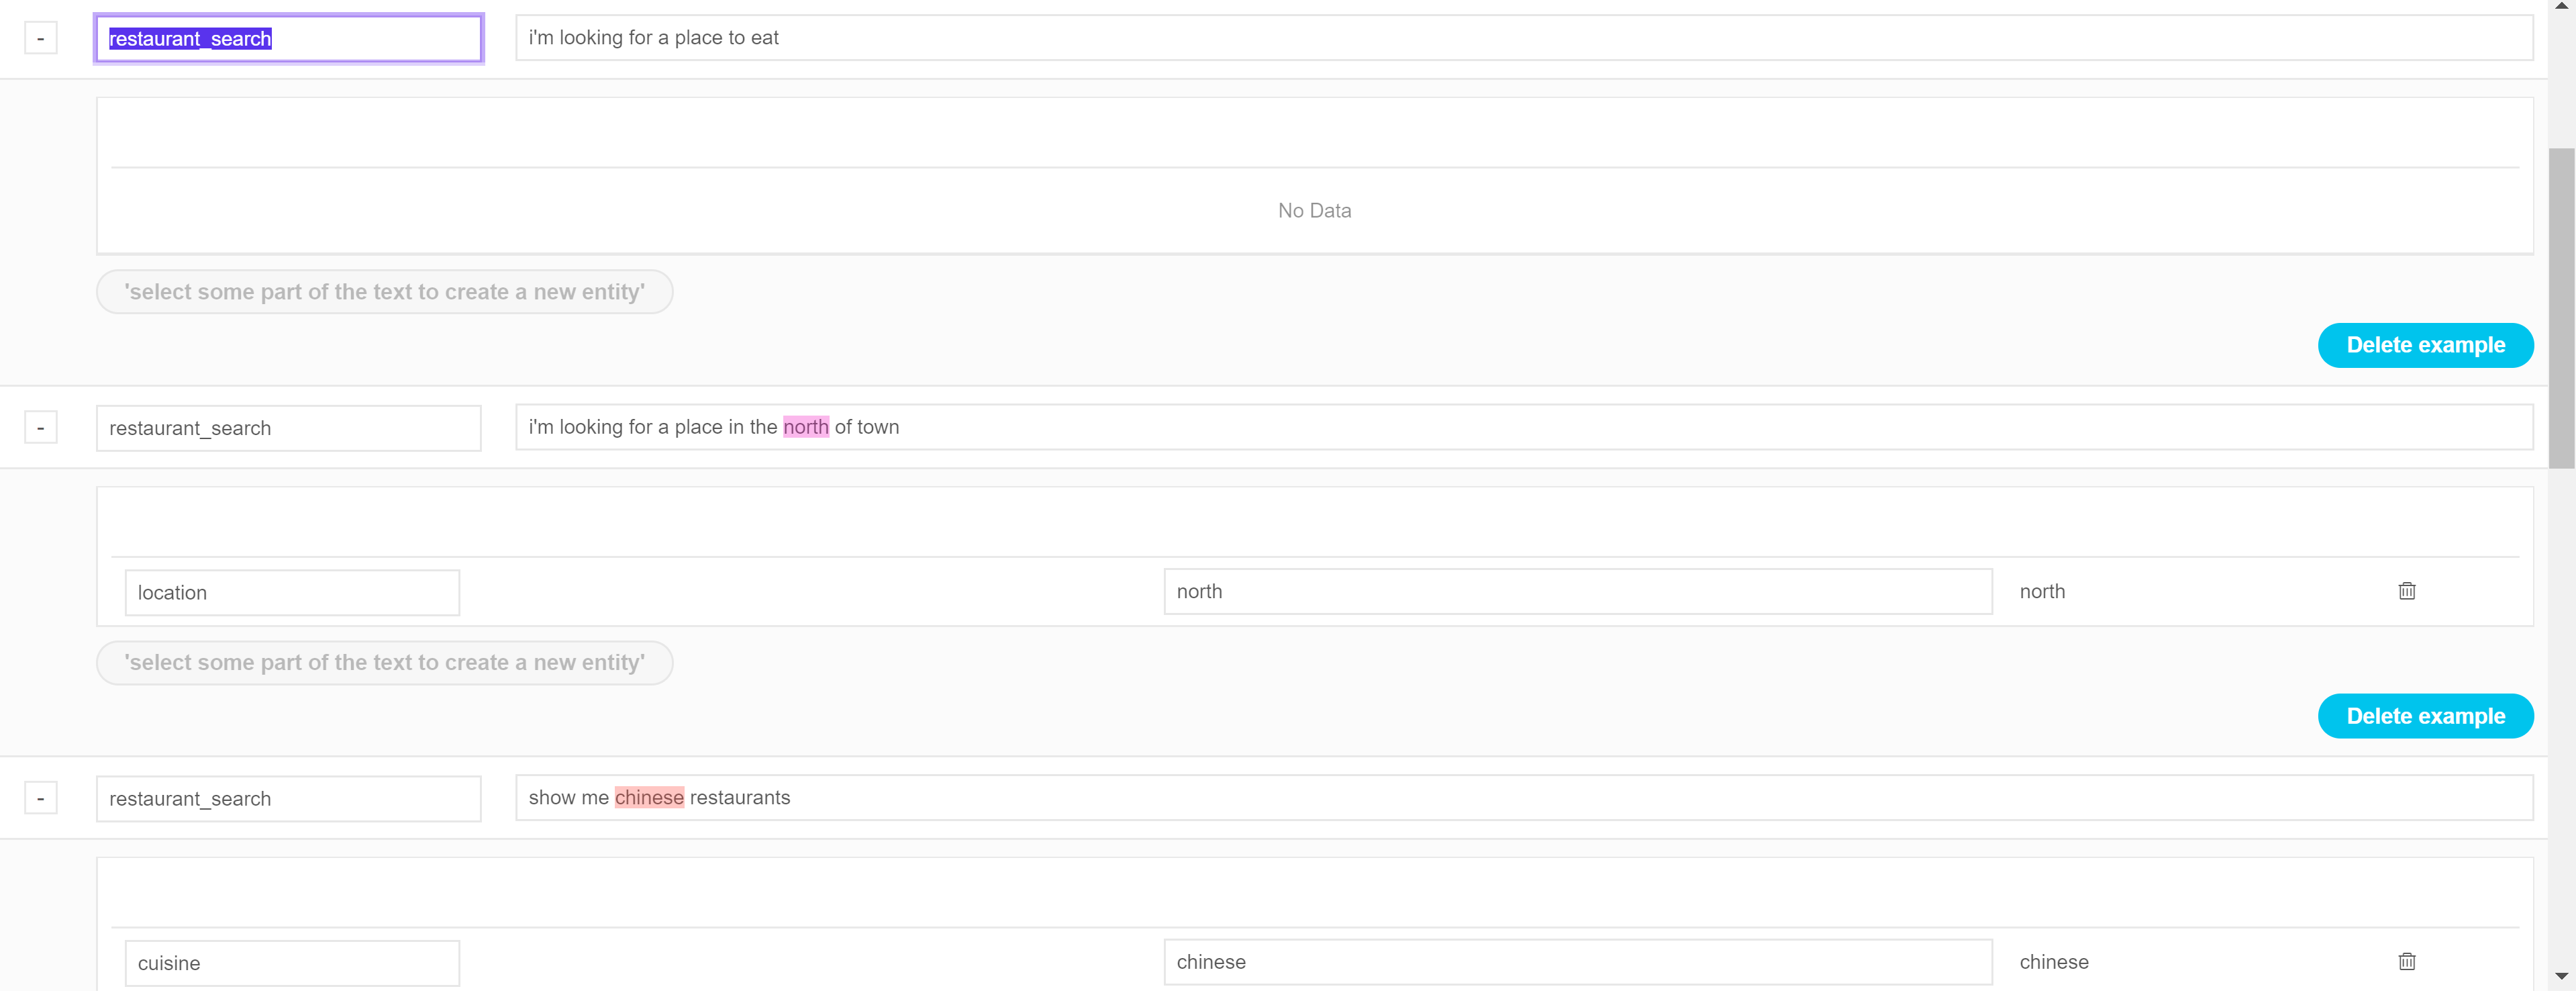 - restaurant_search i'm looking for a place to eat
No Data
'select some part of the text to create a new entity'
Delete example
- restaurant_search i'm looking for a place in the north of town
location north north
'select some part of the text to create a new entity'
Delete example
- restaurant_search show me chinese restaurants
cuisine chinese chinese